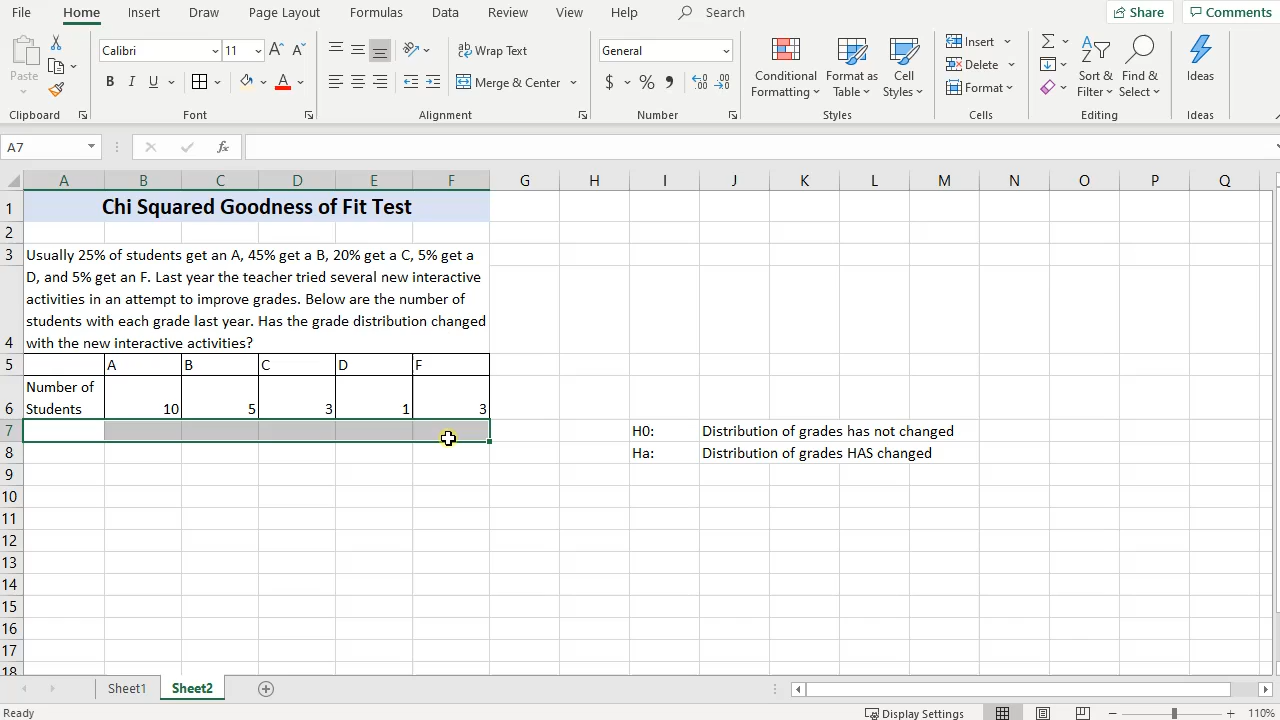 File Home Insert Draw Page Layout Formulas Data Review View Help Search Share Comments
Paste Calibri 11 A A Wrap Text General Insert Σ
B I U A Merge & Center $ % Conditional Formatting Format as Table Cell Styles Delete Format Sort & Filter Find & Select Ideas
Clipboard Font Alignment Number Styles Cells Editing Ideas
A7 fx
A B C D E F G H I J K L M N O P Q
1 Chi Squared Goodness of Fit Test
2
3 Usually 25% of students get an A, 45% get a B, 20% get a C, 5% get a
D, and 5% get an F. Last year the teacher tried several new interactive
activities in an attempt to improve grades. Below are the number of
students with each grade last year. Has the grade distribution changed
4 with the new interactive activities?
5 A B C D F
Number of
6 Students 10 5 3 1 3
7 H0: Distribution of grades has not changed
8 Ha: Distribution of grades HAS changed
9
10
11
12
13
14
15
16
17
18
Sheet1 Sheet2
Ready Display Settings 110%